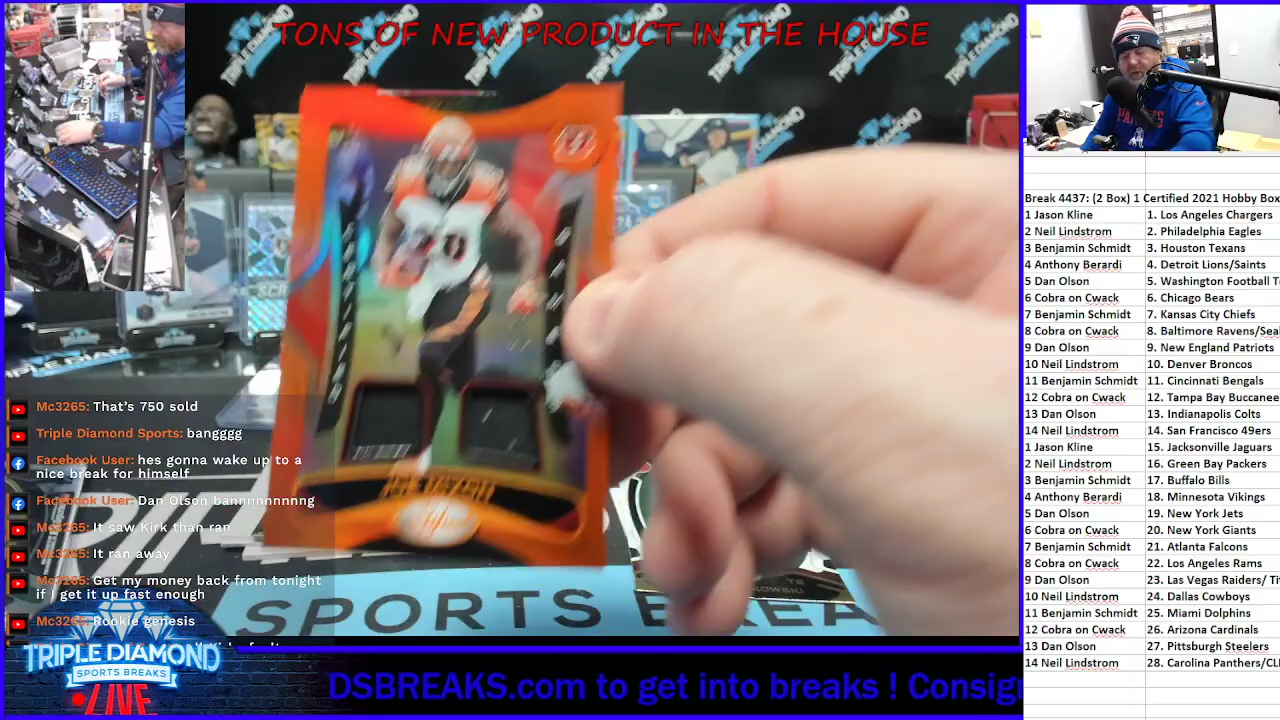 TONS OF NEW PRODUCT IN THE HOUSE
Mc3265: That's 750 sold
Triple Diamond Sports: bangggg
Facebook User: hes gonna wake up to a
nice break for himself
Facebook User: Dan Olson bannnnnnnnng
Mc3265: It saw Kirk than ran
Mc3265: It ran away
Mc3265: Get my money back from tonight
if I get it up fast enough
Mc3265: Rookie genesis
TRIPLE DIAMOND
SPORTS BREAKS
LIVE
SPORTS BREA
DSBREAKS.com to get
breaks ! Comi
Break 4437: (2 Box) 1 Certified 2021 Hobby Box
1 Jason Kline 1. Los Angeles Chargers
2 Neil Lindstrom 2. Philadelphia Eagles
3 Benjamin Schmidt 3. Houston Texans
4 Anthony Berardi 4. Detroit Lions/Saints
5 Dan Olson 5. Washington Football T
6 Cobra on Cwack 6. Chicago Bears
7 Benjamin Schmidt 7. Kansas City Chiefs
8 Cobra on Cwack 8. Baltimore Ravens/Sea
9 Dan Olson 9. New England Patriots
10 Neil Lindstrom 10. Denver Broncos
11 Benjamin Schmidt 11. Cincinnati Bengals
12 Cobra on Cwack 12. Tampa Bay Buccanee
13 Dan Olson 13. Indianapolis Colts
14 Neil Lindstrom 14. San Francisco 49ers
1 Jason Kline 15. Jacksonville Jaguars
2 Neil Lindstrom 16. Green Bay Packers
3 Benjamin Schmidt 17. Buffalo Bills
4 Anthony Berardi 18. Minnesota Vikings
5 Dan Olson 19. New York Jets
6 Cobra on Cwack 20. New York Giants
7 Benjamin Schmidt 21. Atlanta Falcons
8 Cobra on Cwack 22. Los Angeles Rams
9 Dan Olson 23. Las Vegas Raiders/ Ti
10 Neil Lindstrom 24. Dallas Cowboys
11 Benjamin Schmidt 25. Miami Dolphins
12 Cobra on Cwack 26. Arizona Cardinals
13 Dan Olson 27. Pittsburgh Steelers
14 Neil Lindstrom